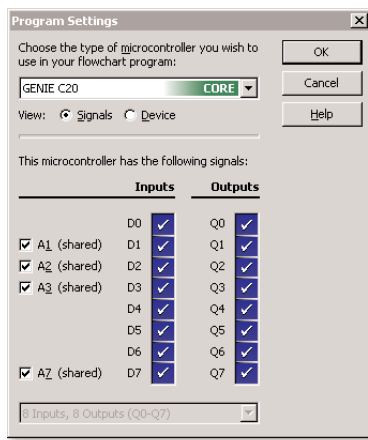 Program Settings
Choose the type of microcontroller you wish to
use in your flowchart program:
OK
GENIE C20 CORE
Cancel
View: Signals Device
Help
This microcontroller has the following signals:
Inputs Outputs
D0 Q0
A1 (shared) D1 Q1
A2 (shared) D2 Q2
A3 (shared) D3 Q3
D4 Q4
D5 Q5
D6 Q6
A7 (shared) D7 Q7
8 Inputs, 8 Outputs (Q0-Q7)